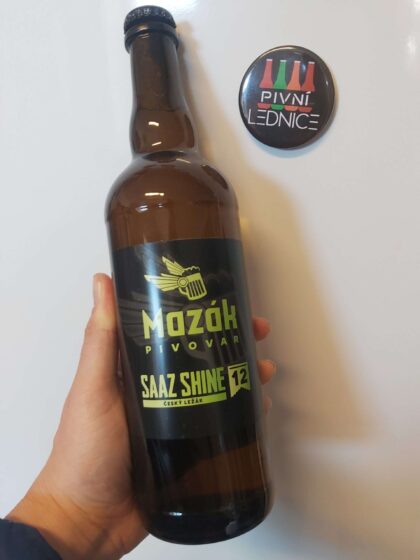 PIVNÍ
LEDNICE
Mazák
PIVOVAR
SAAZ SHINE 12
ČESKÝ LEŽÁK